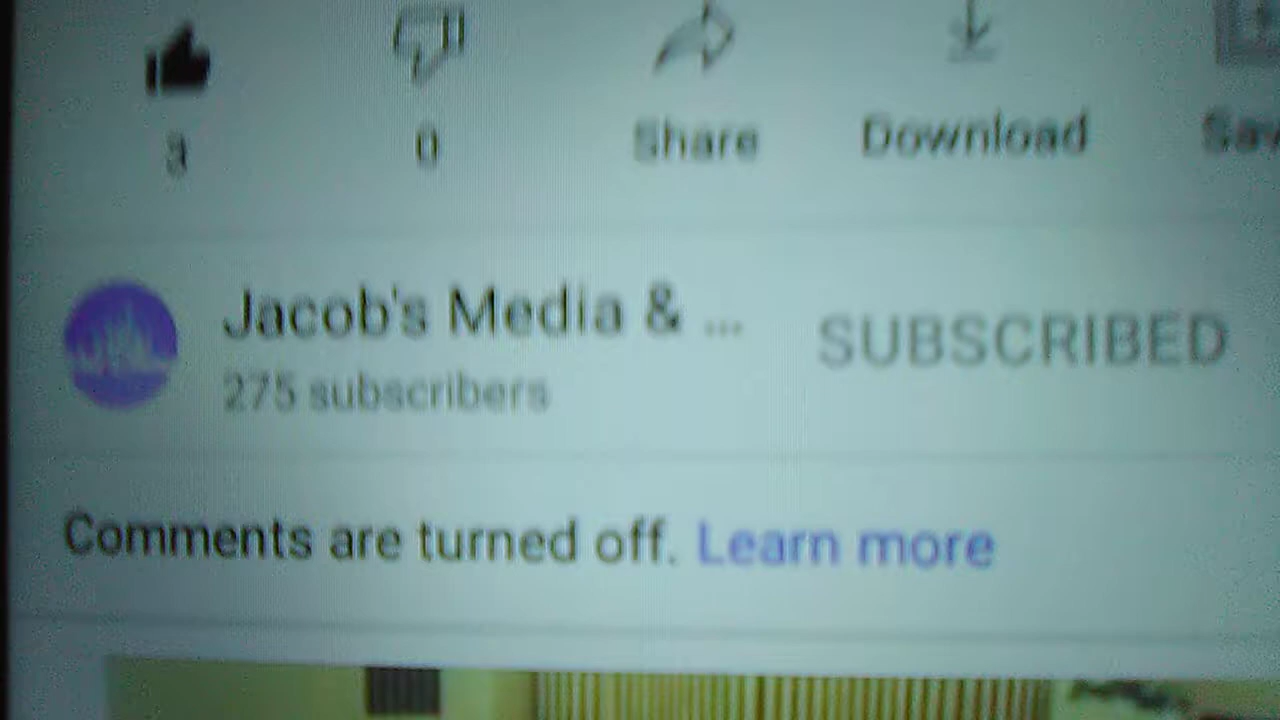 3
0
Share
Download
Jacob's Media & ...
SUBSCRIBED
275 subscribers
Comments are turned off. Learn more